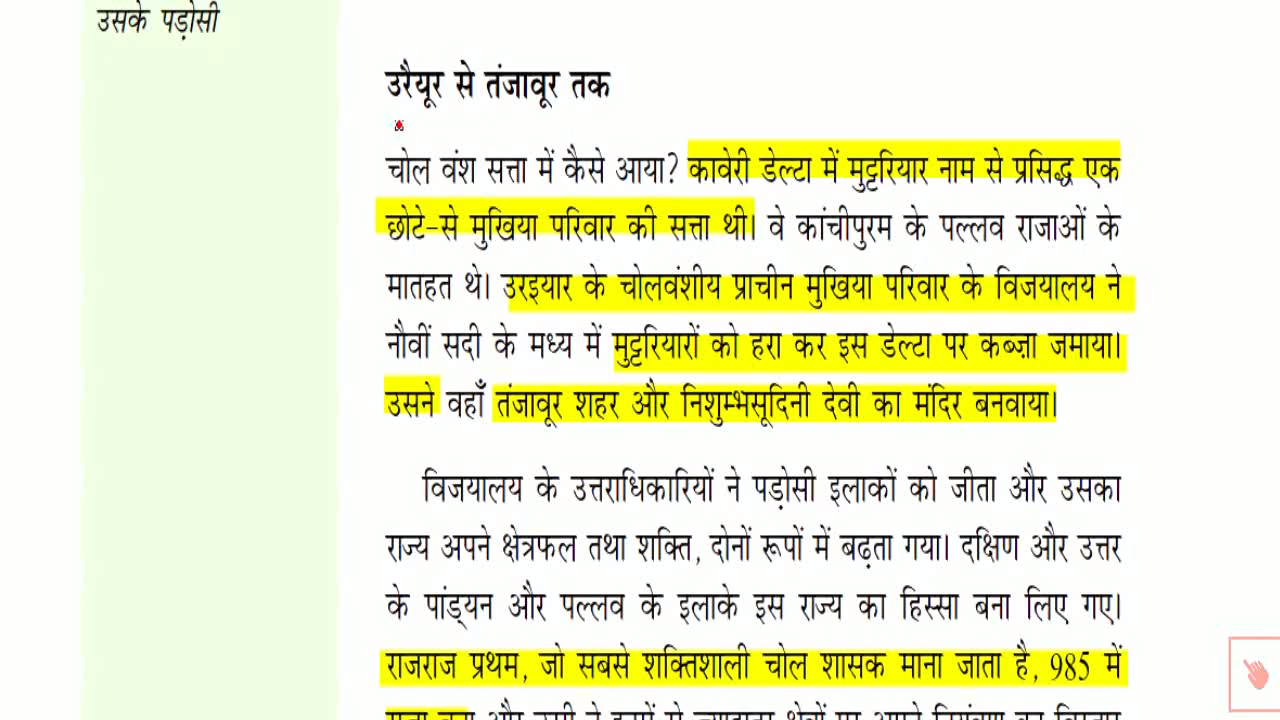 उसके पड़ोसी
उरैयूर से तंजावूर तक
चोल वंश सत्ता में कैसे आया? कावेरी डेल्टा में मुट्टरियार नाम से प्रसिद्ध एक
छोटे-से मुखिया परिवार की सत्ता थी। वे कांचीपुरम के पल्लव राजाओं के
मातहत थे। उरइयार के चोलवंशीय प्राचीन मुखिया परिवार के विजयालय ने
नौवीं सदी के मध्य में मुट्टरियारों को हरा कर इस डेल्टा पर कब्ज़ा जमाया।
उसने वहाँ तंजावूर शहर और निशुम्भसूदिनी देवी का मंदिर बनवाया।
विजयालय के उत्तराधिकारियों ने पड़ोसी इलाकों को जीता और उसका
राज्य अपने क्षेत्रफल तथा शक्ति, दोनों रूपों में बढ़ता गया। दक्षिण और उत्तर
के पांड्यन और पल्लव के इलाके इस राज्य का हिस्सा बना लिए गए।
राजराज प्रथम, जो सबसे शक्तिशाली चोल शासक माना जाता है, 985 में